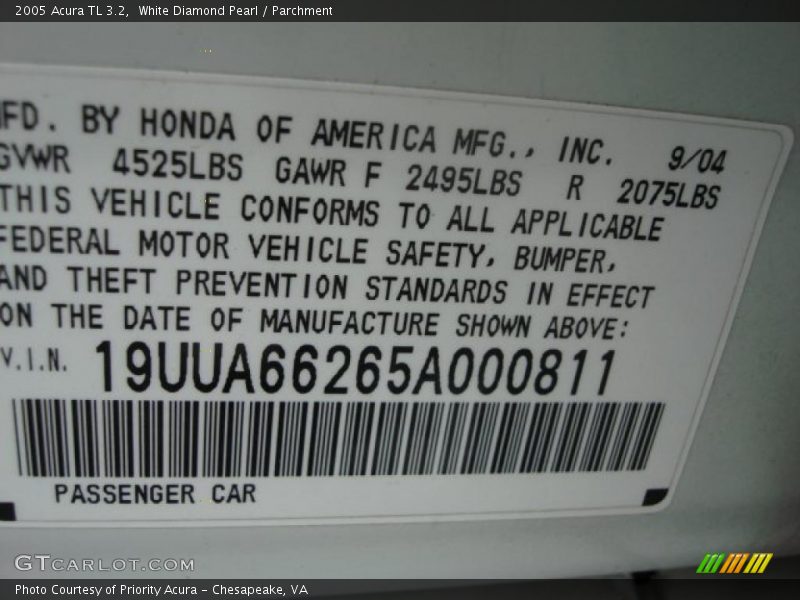 2005 Acura TL 3.2,  White Diamond Pearl / Parchment
MFD. BY HONDA OF AMERICA MFG., INC. 9/04
GVWR 4525LBS GAWR F 2495LBS R 2075LBS
THIS VEHICLE CONFORMS TO ALL APPLICABLE
FEDERAL MOTOR VEHICLE SAFETY, BUMPER,
AND THEFT PREVENTION STANDARDS IN EFFECT
ON THE DATE OF MANUFACTURE SHOWN ABOVE:
V.I.N. 19UUA66265A000811
PASSENGER CAR
GTCARLOT.COM
Photo Courtesy of Priority Acura – Chesapeake, VA